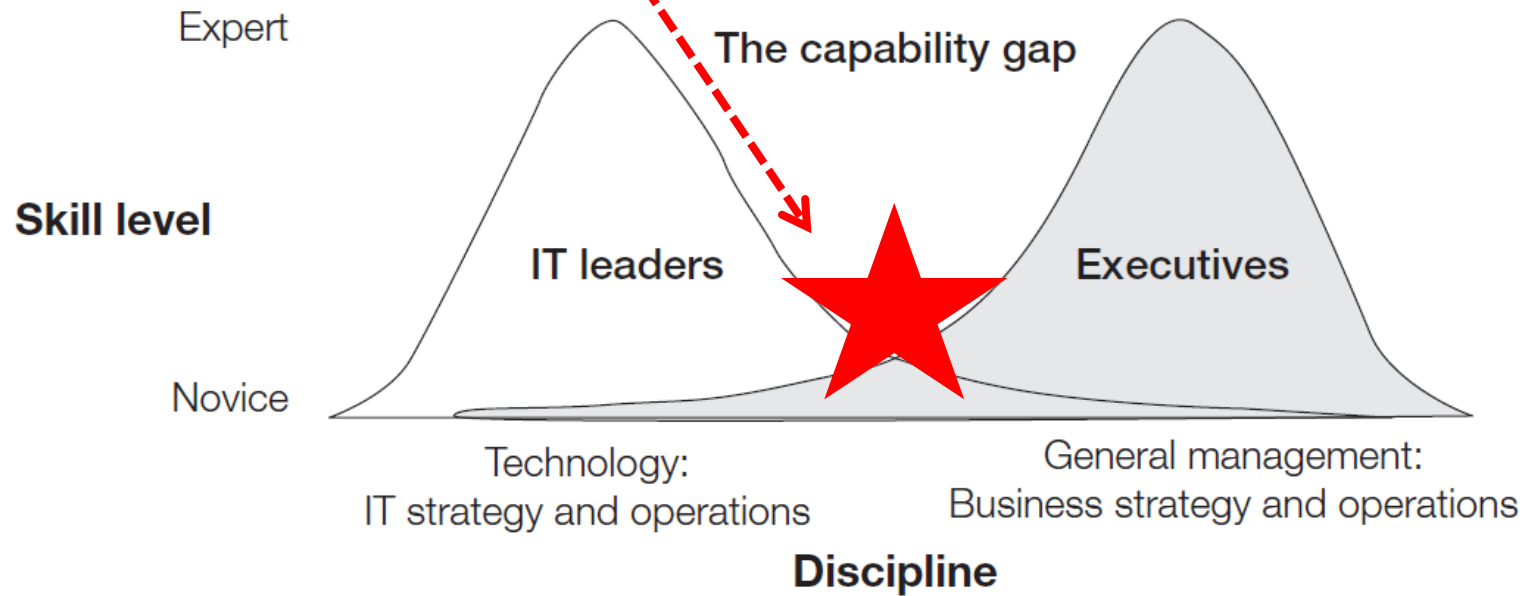 Expert
The capability gap
Skill level
IT leaders
Executives
Novice
Technology:
IT strategy and operations
General management:
Business strategy and operations
Discipline